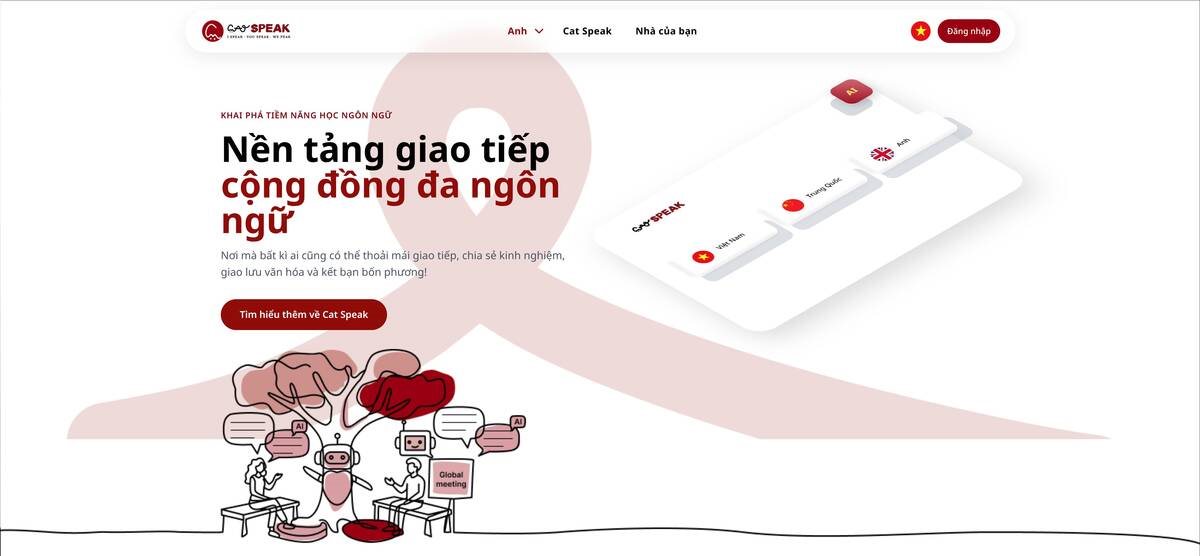 Cat SPEAK
I SPEAK · YOU SPEAK · WE PEAK
Anh
Cat Speak
Nhà của bạn
Đăng nhập
KHAI PHÁ TIỀM NĂNG HỌC NGÔN NGỮ
Nền tảng giao tiếp
cộng đồng đa ngôn
ngữ
Nơi mà bất kì ai cũng có thể thoải mái giao tiếp, chia sẻ kinh nghiệm,
giao lưu văn hóa và kết bạn bốn phương!
Tìm hiểu thêm về Cat Speak
AI
Anh
Trung Quốc
Cat SPEAK
Việt Nam
AI
AI
Global
meeting